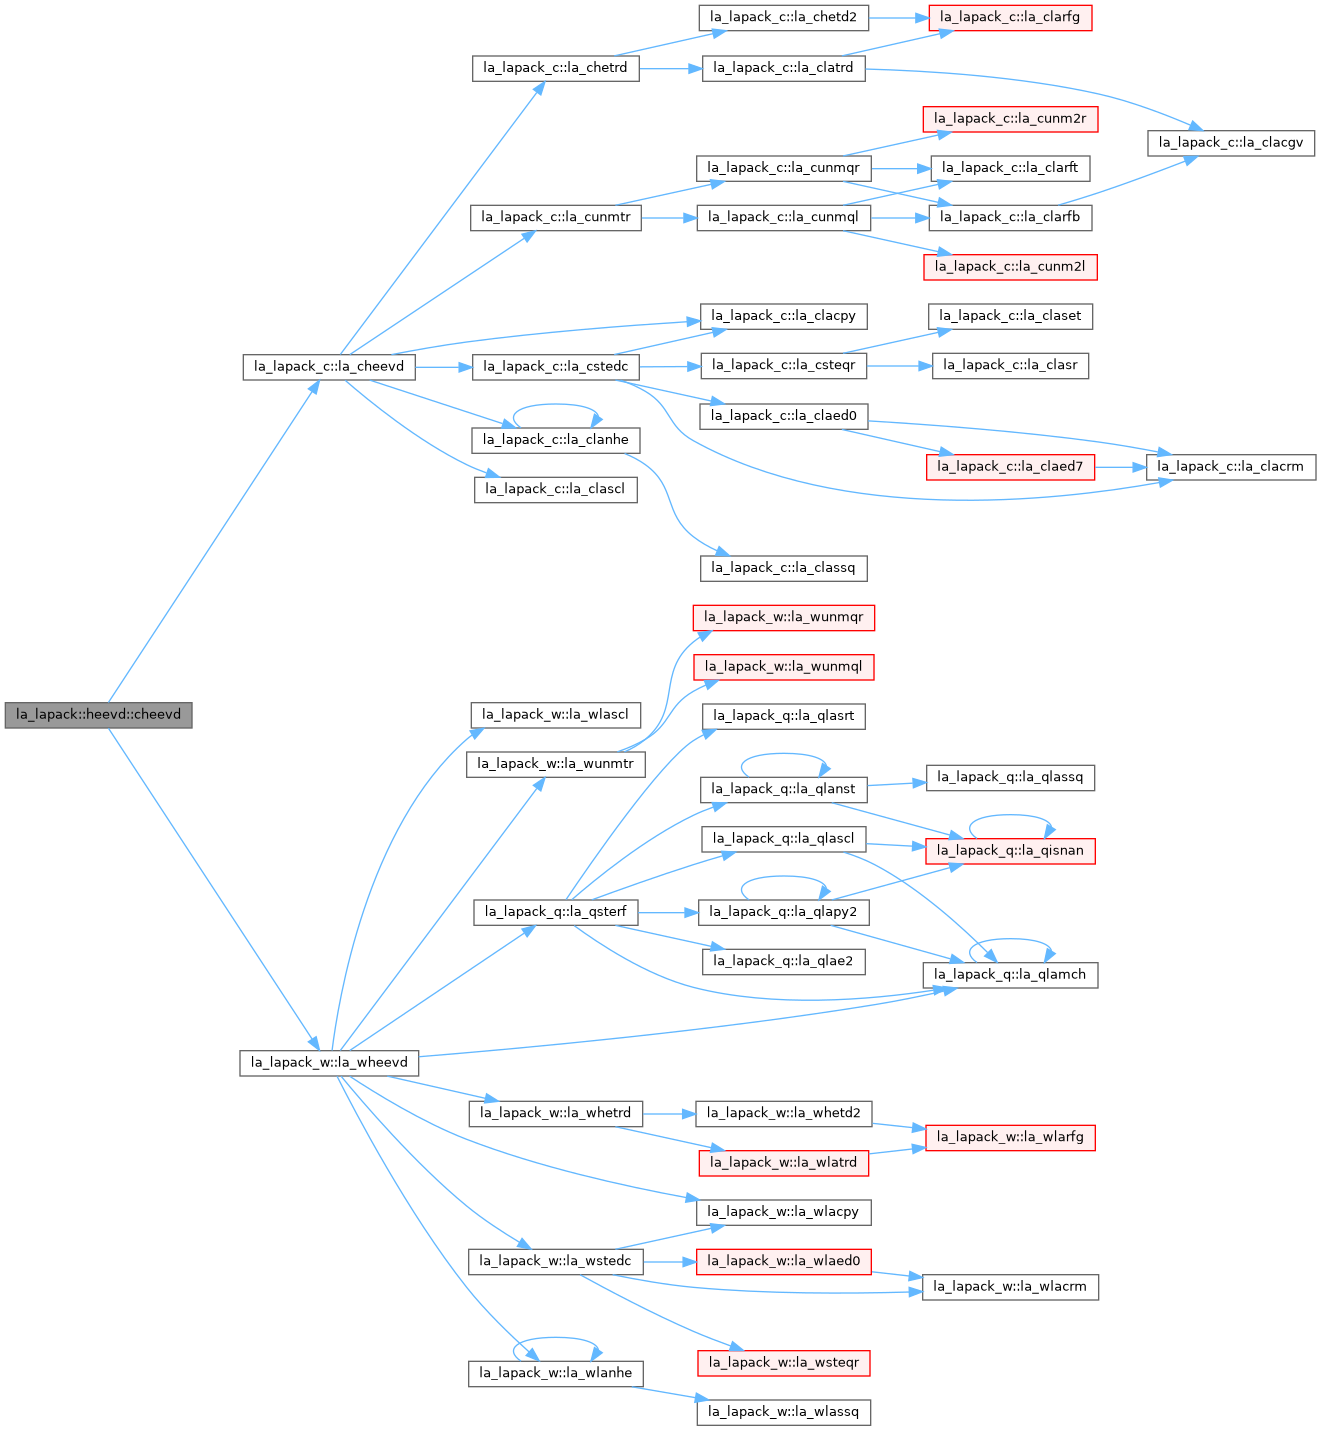 la_lapack_c::la_chetd2
la_lapack_c::la_clarfg
la_lapack_c::la_chetrd
la_lapack_c::la_clatrd
la_lapack_c::la_cunm2r
la_lapack_c::la_clacgv
la_lapack_c::la_cunmqr
la_lapack_c::la_clarft
la_lapack_c::la_cunmtr
la_lapack_c::la_cunmql
la_lapack_c::la_clarfb
la_lapack_c::la_cunm2l
la_lapack_c::la_clacpy
la_lapack_c::la_claset
la_lapack_c::la_cheevd
la_lapack_c::la_cstedc
la_lapack_c::la_csteqr
la_lapack_c::la_clasr
la_lapack_c::la_claed0
la_lapack_c::la_clanhe
la_lapack_c::la_claed7
la_lapack_c::la_clacrm
la_lapack_c::la_clascl
la_lapack_c::la_classq
la_lapack_w::la_wunmqr
la_lapack_w::la_wunmql
la_lapack::heevd::cheevd
la_lapack_w::la_wlascl
la_lapack_q::la_qlasrt
la_lapack_w::la_wunmtr
la_lapack_q::la_qlanst
la_lapack_q::la_qlassq
la_lapack_q::la_qlascl
la_lapack_q::la_qisnan
la_lapack_q::la_qsterf
la_lapack_q::la_qlapy2
la_lapack_q::la_qlae2
la_lapack_q::la_qlamch
la_lapack_w::la_wheevd
la_lapack_w::la_whetrd
la_lapack_w::la_whetd2
la_lapack_w::la_wlarfg
la_lapack_w::la_wlatrd
la_lapack_w::la_wlacpy
la_lapack_w::la_wstedc
la_lapack_w::la_wlaed0
la_lapack_w::la_wlacrm
la_lapack_w::la_wsteqr
la_lapack_w::la_wlanhe
la_lapack_w::la_wlassq